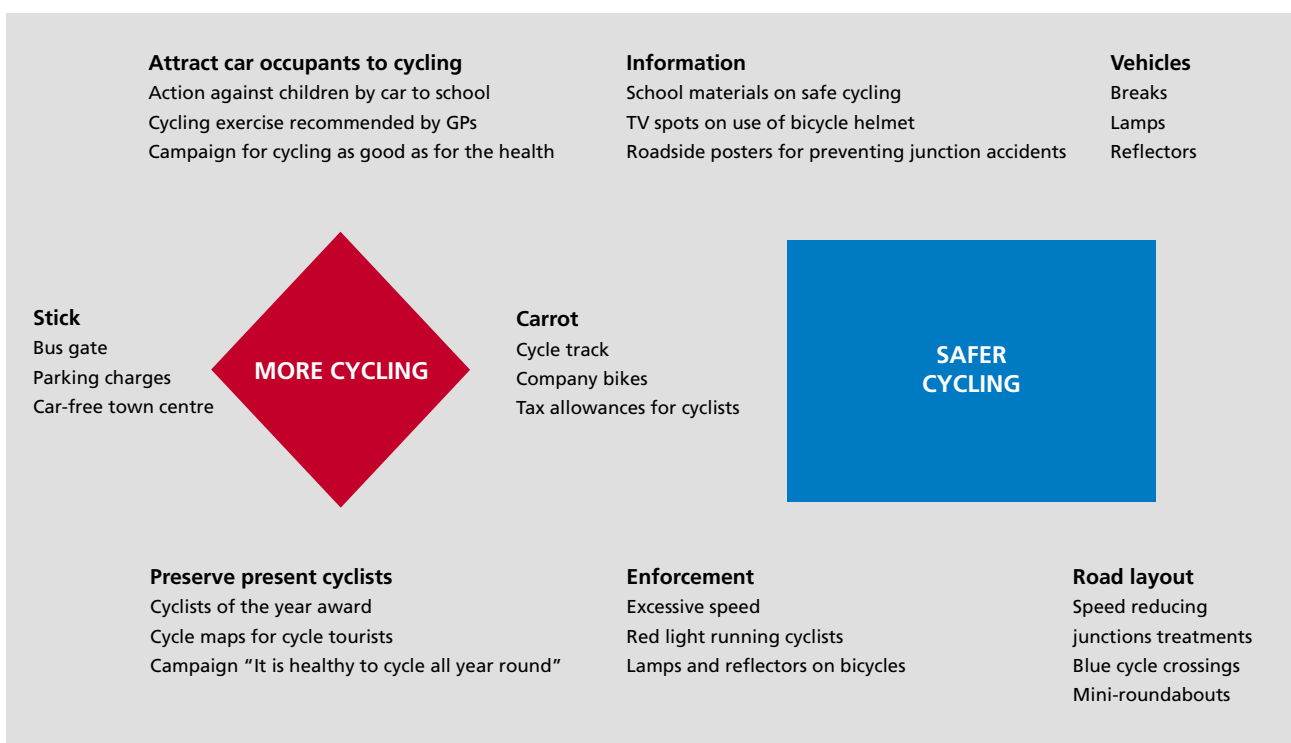 Attract car occupants to cycling
Action against children by car to school
Cycling exercise recommended by GPs
Campaign for cycling as good as for the health
Information
School materials on safe cycling
TV spots on use of bicycle helmet
Roadside posters for preventing junction accidents
Vehicles
Breaks
Lamps
Reflectors
Stick
Bus gate
Parking charges
Car-free town centre
MORE CYCLING
Carrot
Cycle track
Company bikes
Tax allowances for cyclists
SAFER
CYCLING
Preserve present cyclists
Cyclists of the year award
Cycle maps for cycle tourists
Campaign “It is healthy to cycle all year round”
Enforcement
Excessive speed
Red light running cyclists
Lamps and reflectors on bicycles
Road layout
Speed reducing
junctions treatments
Blue cycle crossings
Mini-roundabouts